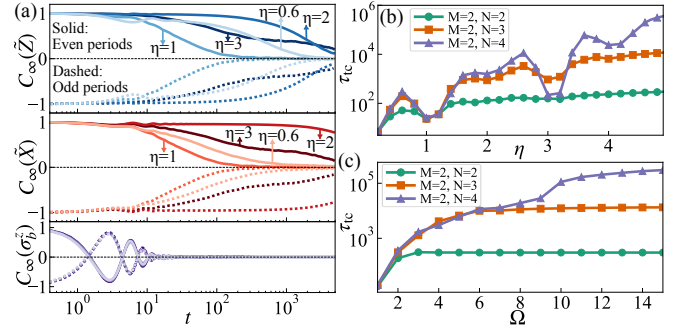 (a)
Solid:
Even periods
Dashed:
Odd periods
η=1
η=3
η=0.6
η=2
C∞(Z̃)
1
0
−1
η=1
η=3
η=0.6
η=2
C∞(X̃)
1
0
−1
C∞(σ̃ᶻ_b)
1
0
−1
10⁰ 10¹ 10² 10³
t
(b)
M=2, N=2
M=2, N=3
M=2, N=4
τtc
10⁶
10⁴
10²
1 2 3 4
η
(c)
M=2, N=2
M=2, N=3
M=2, N=4
τtc
10⁵
10³
2 4 6 8 10 12 14
Ω